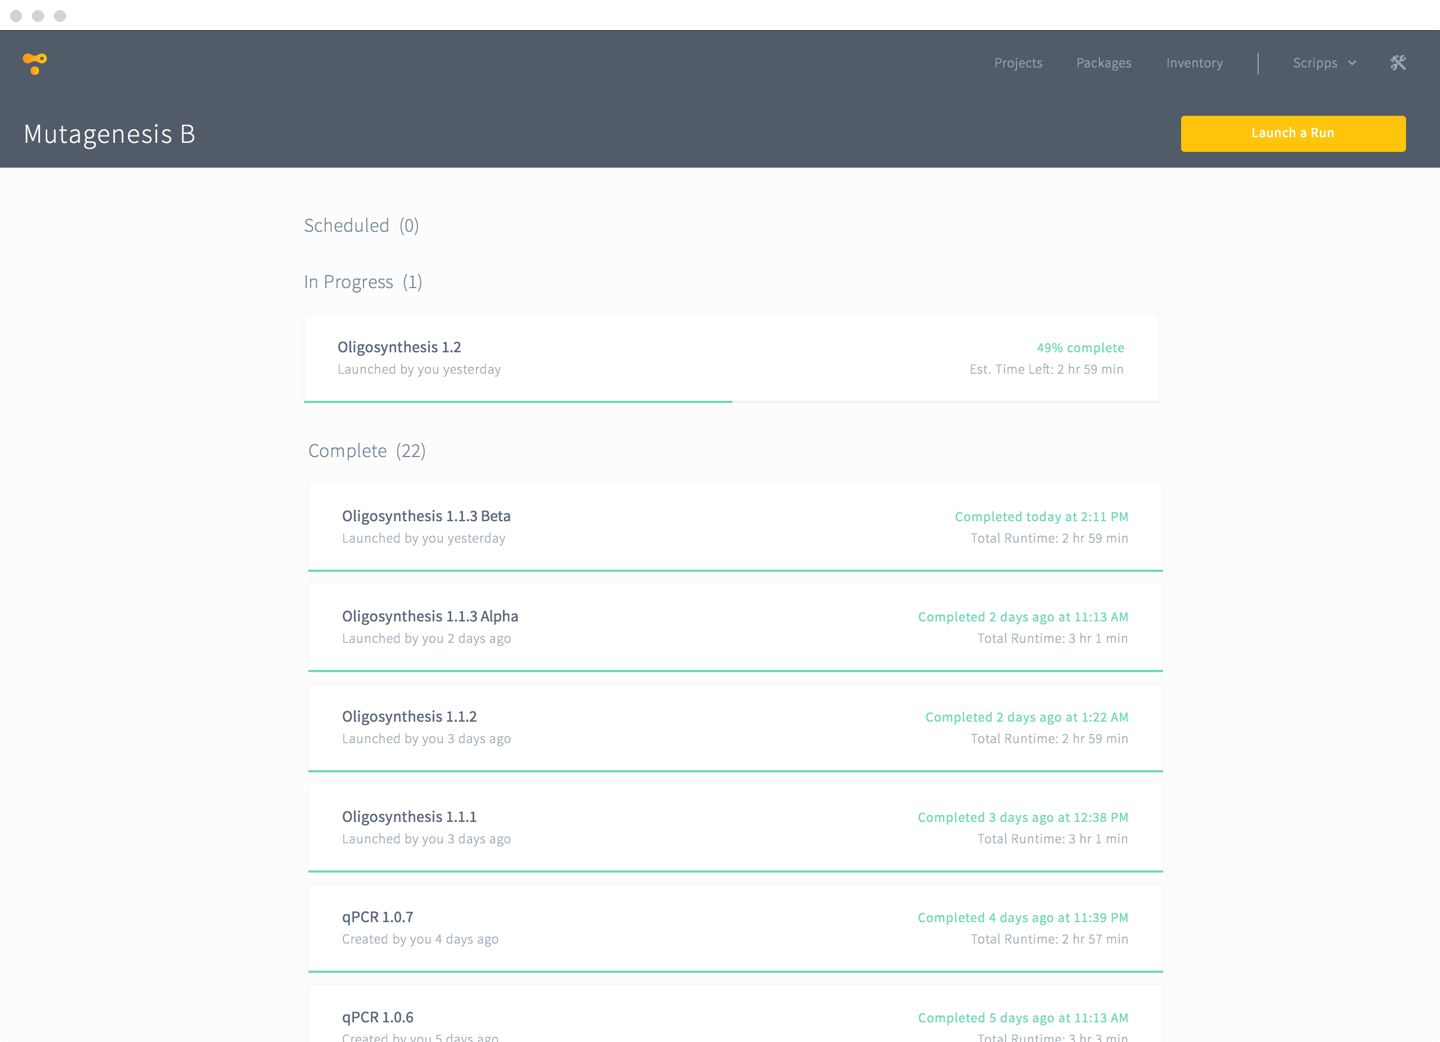 Projects Packages Inventory Scripps
Mutagenesis B
Launch a Run
Scheduled (0)
In Progress (1)
Oligosynthesis 1.2
49% complete
Launched by you yesterday
Est. Time Left: 2 hr 59 min
Complete (22)
Oligosynthesis 1.1.3 Beta
Completed today at 2:11 PM
Launched by you yesterday
Total Runtime: 2 hr 59 min
Oligosynthesis 1.1.3 Alpha
Completed 2 days ago at 11:13 AM
Launched by you 2 days ago
Total Runtime: 3 hr 1 min
Oligosynthesis 1.1.2
Completed 2 days ago at 1:22 AM
Launched by you 3 days ago
Total Runtime: 2 hr 59 min
Oligosynthesis 1.1.1
Completed 3 days ago at 12:38 PM
Launched by you 3 days ago
Total Runtime: 3 hr 1 min
qPCR 1.0.7
Completed 4 days ago at 11:39 PM
Created by you 4 days ago
Total Runtime: 2 hr 57 min
qPCR 1.0.6
Completed 5 days ago at 11:13 AM
Created by you 5 days ago
Total Runtime: 3 hr 3 min